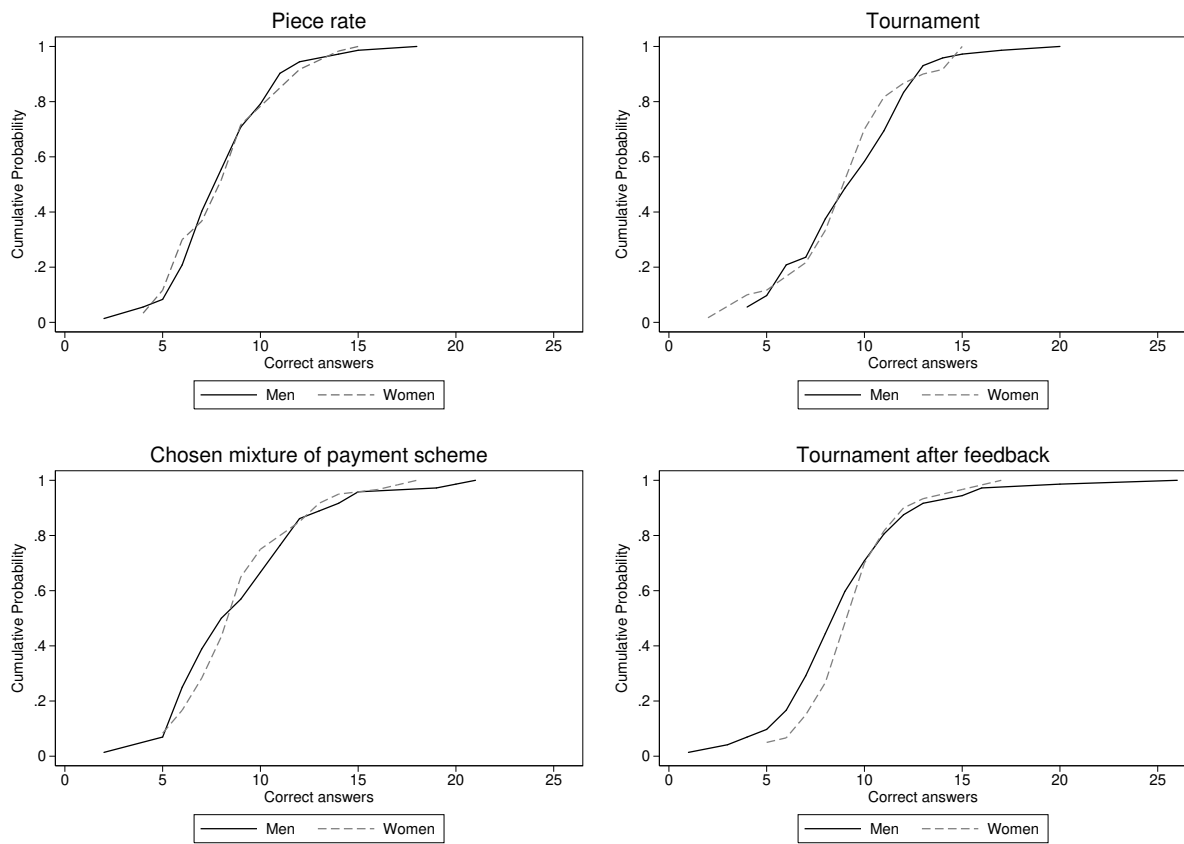 Piece rate
Cumulative Probability
1
.8
.6
.4
.2
0
0 5 10 15 20 25
Correct answers
Men Women
Tournament
Cumulative Probability
1
.8
.6
.4
.2
0
0 5 10 15 20 25
Correct answers
Men Women
Chosen mixture of payment scheme
Cumulative Probability
1
.8
.6
.4
.2
0
0 5 10 15 20 25
Correct answers
Men Women
Tournament after feedback
Cumulative Probability
1
.8
.6
.4
.2
0
0 5 10 15 20 25
Correct answers
Men Women